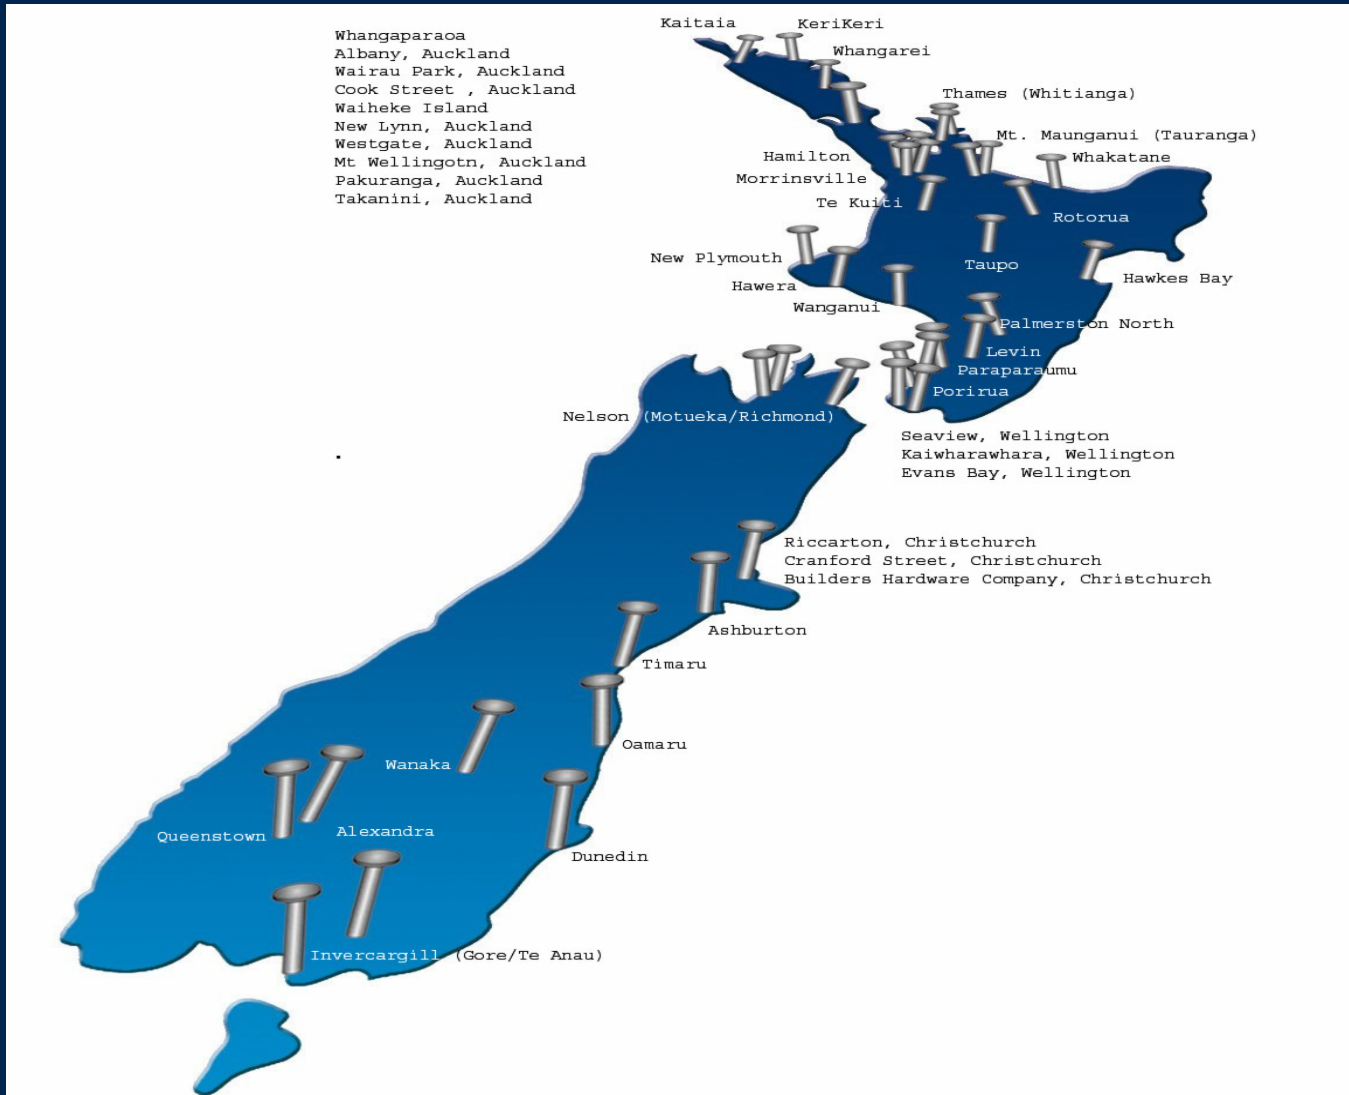 Kaitaia
KeriKeri
Whangaparaoa
Albany, Auckland
Wairau Park, Auckland
Cook Street , Auckland
Waiheke Island
New Lynn, Auckland
Westgate, Auckland
Mt Wellingotn, Auckland
Pakuranga, Auckland
Takanini, Auckland
Whangarei
Thames (Whitianga)
Mt. Maunganui (Tauranga)
Hamilton
Whakatane
Morrinsville
Te Kuiti
Rotorua
New Plymouth
Taupo
Hawkes Bay
Hawera
Wanganui
Palmerston North
Levin
Paraparaumu
Porirua
Nelson (Motueka/Richmond)
Seaview, Wellington
Kaiwharawhara, Wellington
Evans Bay, Wellington
.
Riccarton, Christchurch
Cranford Street, Christchurch
Builders Hardware Company, Christchurch
Ashburton
Timaru
Oamaru
Wanaka
Queenstown
Alexandra
Dunedin
Invercargill (Gore/Te Anau)